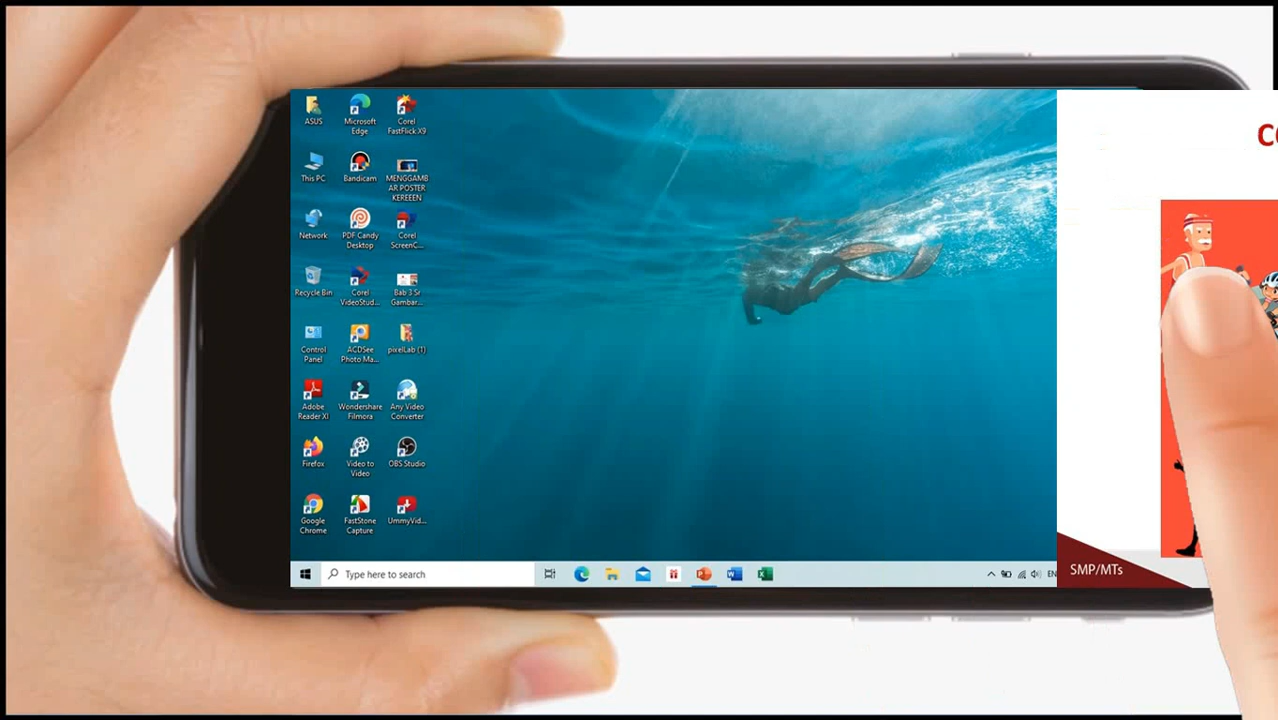 ASUS
Microsoft
Edge
Corel
FastFlick X9
This PC
Bandicam
MENGGAMB
AR POSTER
KEREEEN
Network
PDF Candy
Desktop
Corel
ScreenC...
Recycle Bin
Corel
VideoStud...
Bab 3 Sr
Gambar...
Control
Panel
ACDSee
Photo Ma...
pixelLab (1)
Adobe
Reader XI
Wondershare
Filmora
Any Video
Converter
Firefox
Video to
Video
OBS Studio
Google
Chrome
FastStone
Capture
UmmyVid...
Type here to search
EN
SMP/MTs